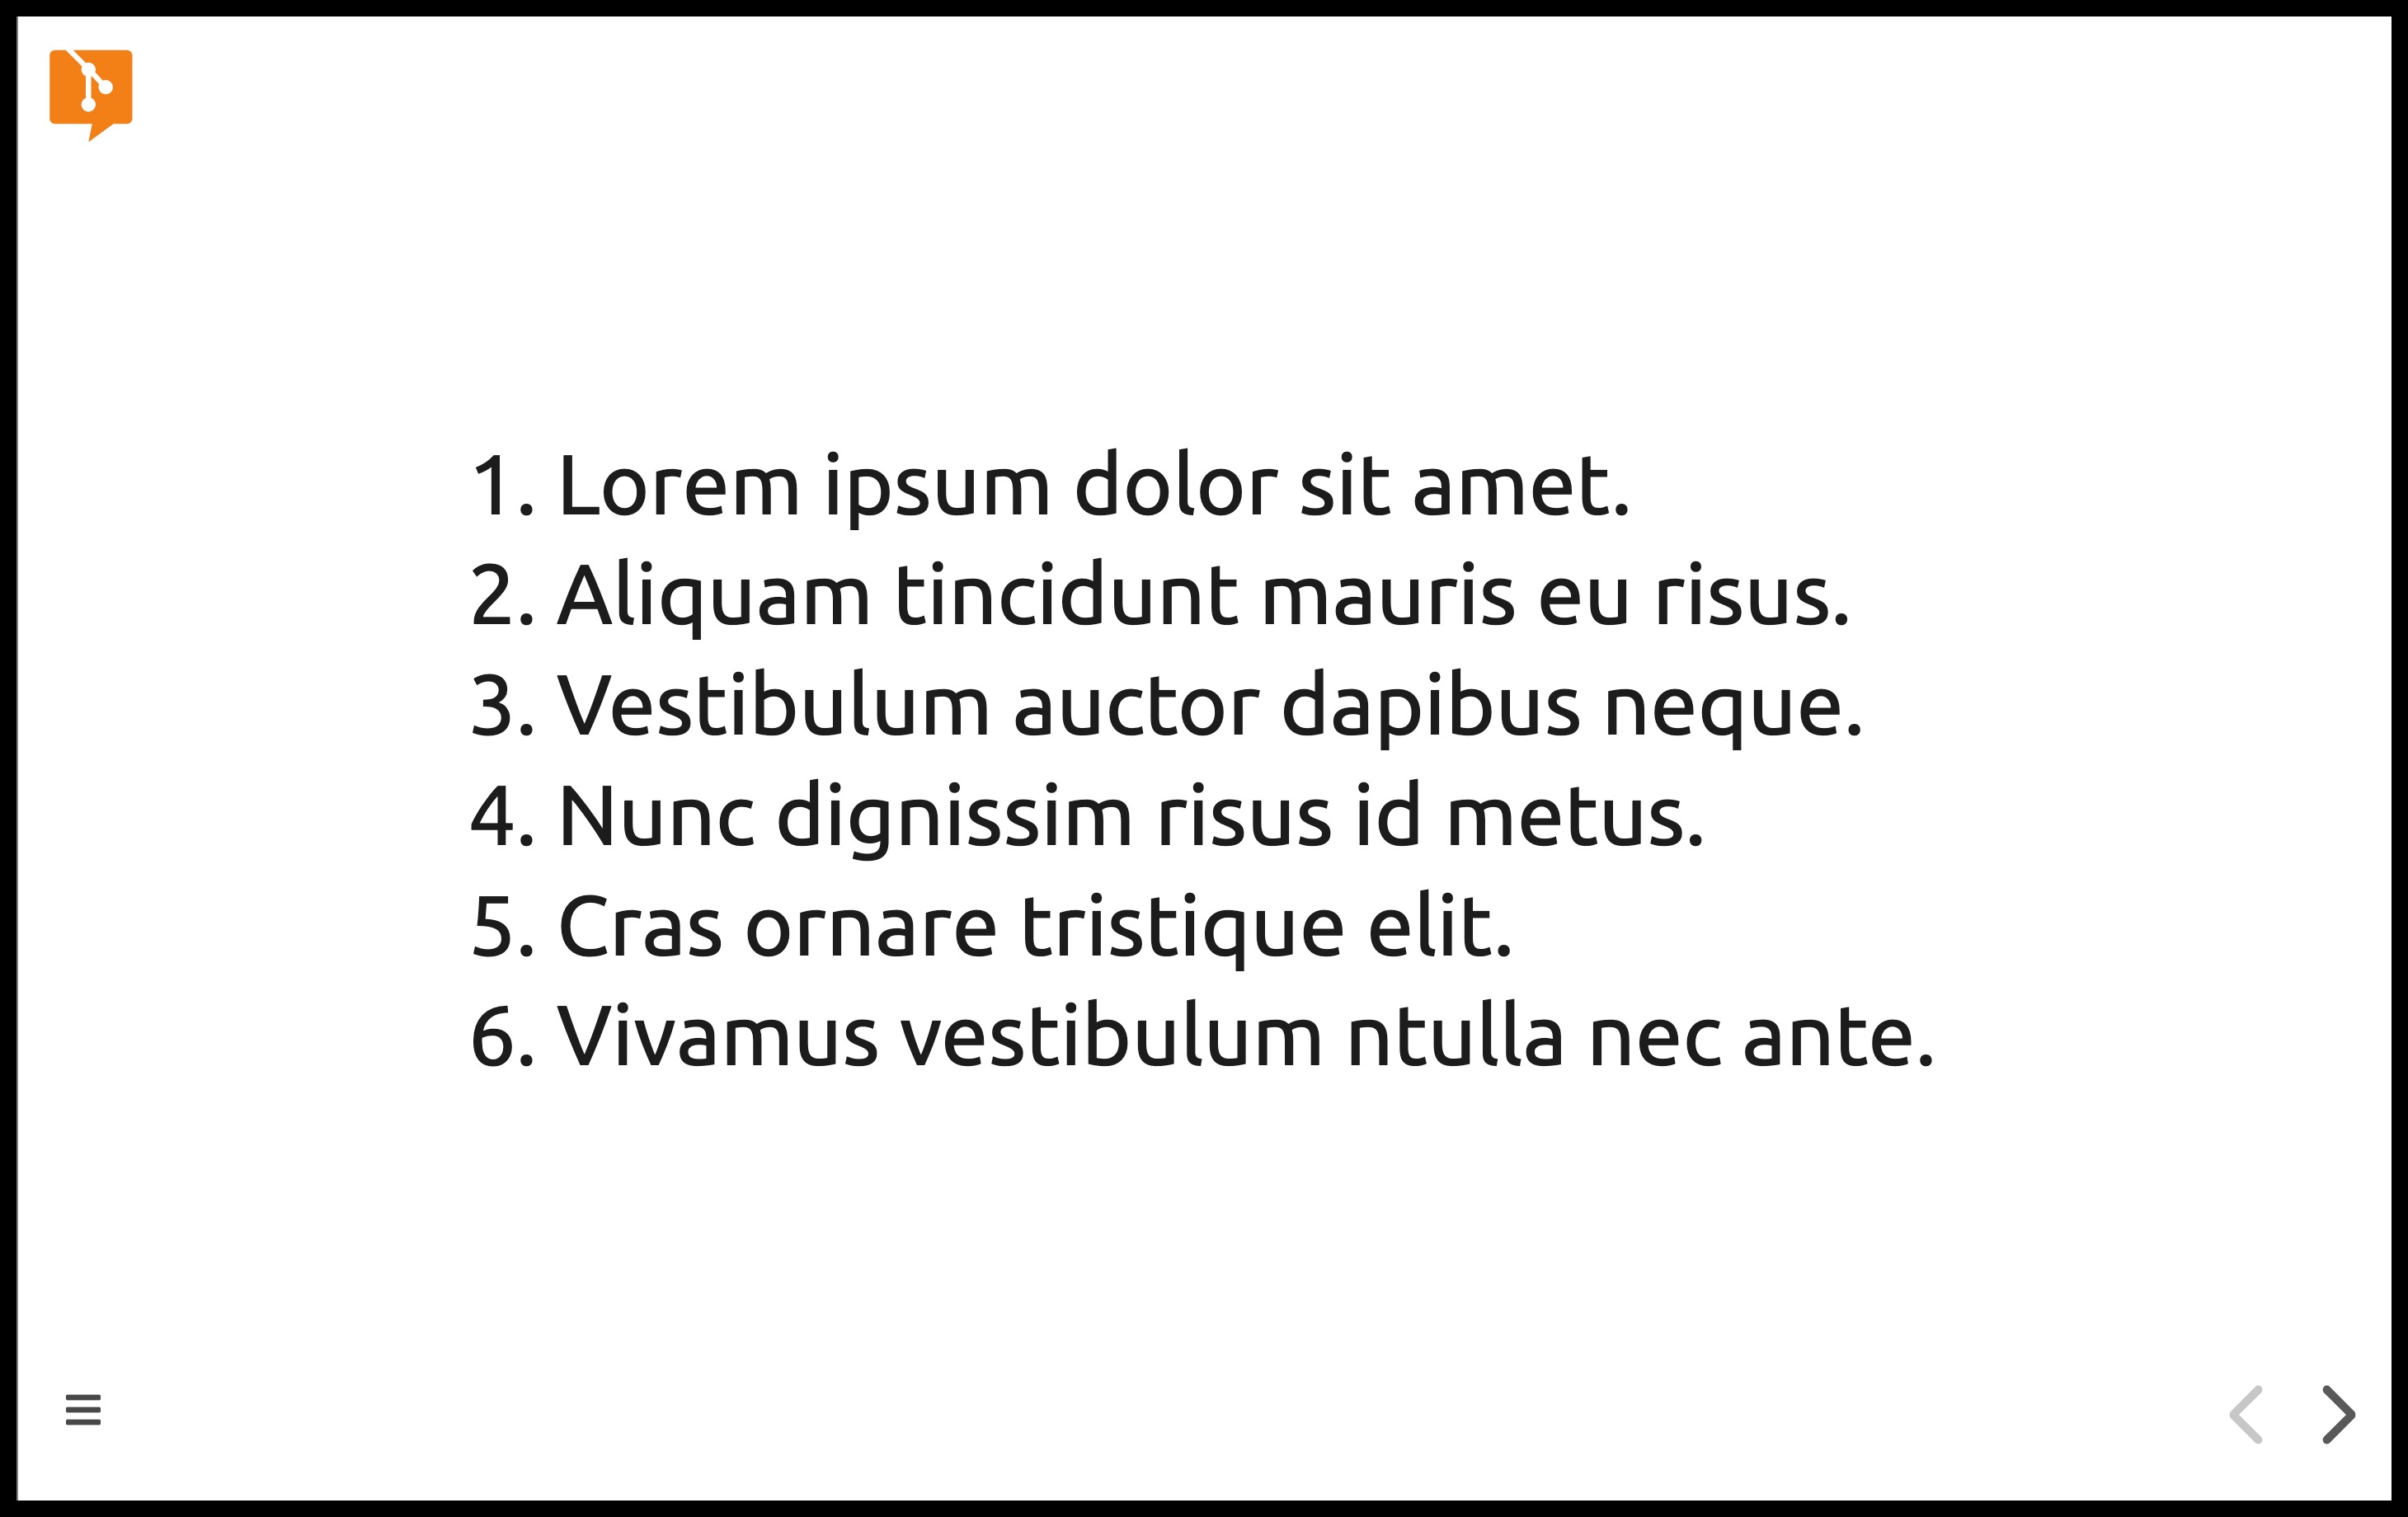 1. Lorem ipsum dolor sit amet.
2. Aliquam tincidunt mauris eu risus.
3. Vestibulum auctor dapibus neque.
4. Nunc dignissim risus id metus.
5. Cras ornare tristique elit.
6. Vivamus vestibulum ntulla nec ante.